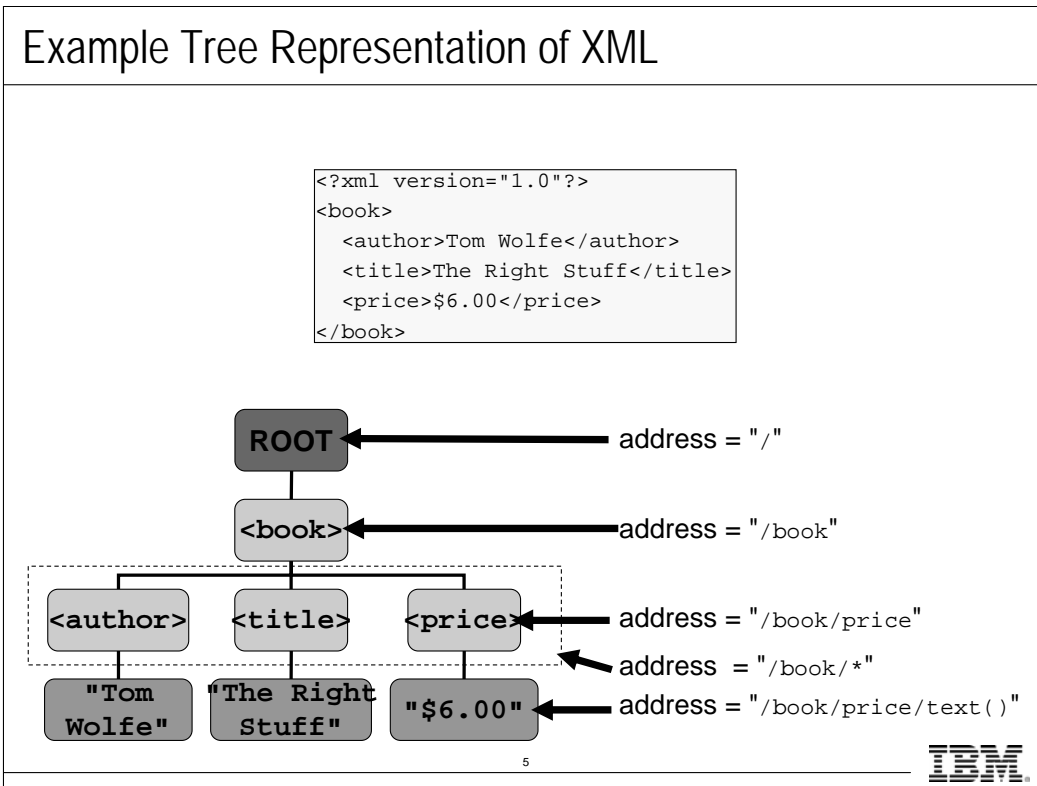 Example Tree Representation of XML
<?xml version="1.0"?>
<book>
  <author>Tom Wolfe</author>
  <title>The Right Stuff</title>
  <price>$6.00</price>
</book>
ROOT
address = "/"
<book>
address = "/book"
<author>
<title>
<price>
address = "/book/price"
address = "/book/*"
"Tom
Wolfe"
"The Right
Stuff"
"$6.00"
address = "/book/price/text()"
5
IBM.